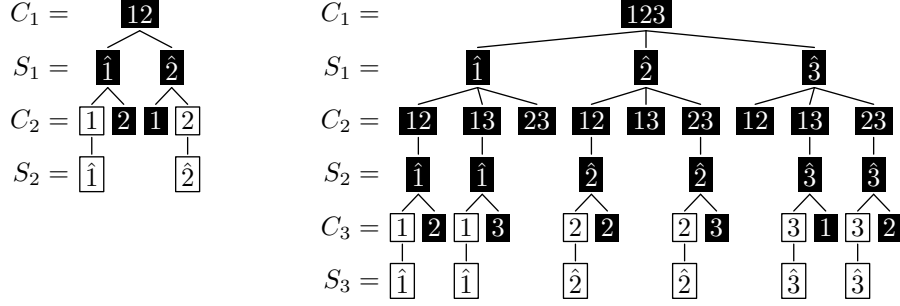 C₁ = 12
S₁ = 1̂ 2̂
C₂ = 1 2 1 2
S₂ = 1̂ 2̂
C₁ = 123
S₁ = 1̂ 2̂ 3̂
C₂ = 12 13 23 12 13 23 12 13 23
S₂ = 1̂ 1̂ 2̂ 2̂ 3̂ 3̂
C₃ = 1 2 1 3 2 2 2 3 3 1 3 2
S₃ = 1̂ 1̂ 2̂ 2̂ 3̂ 3̂